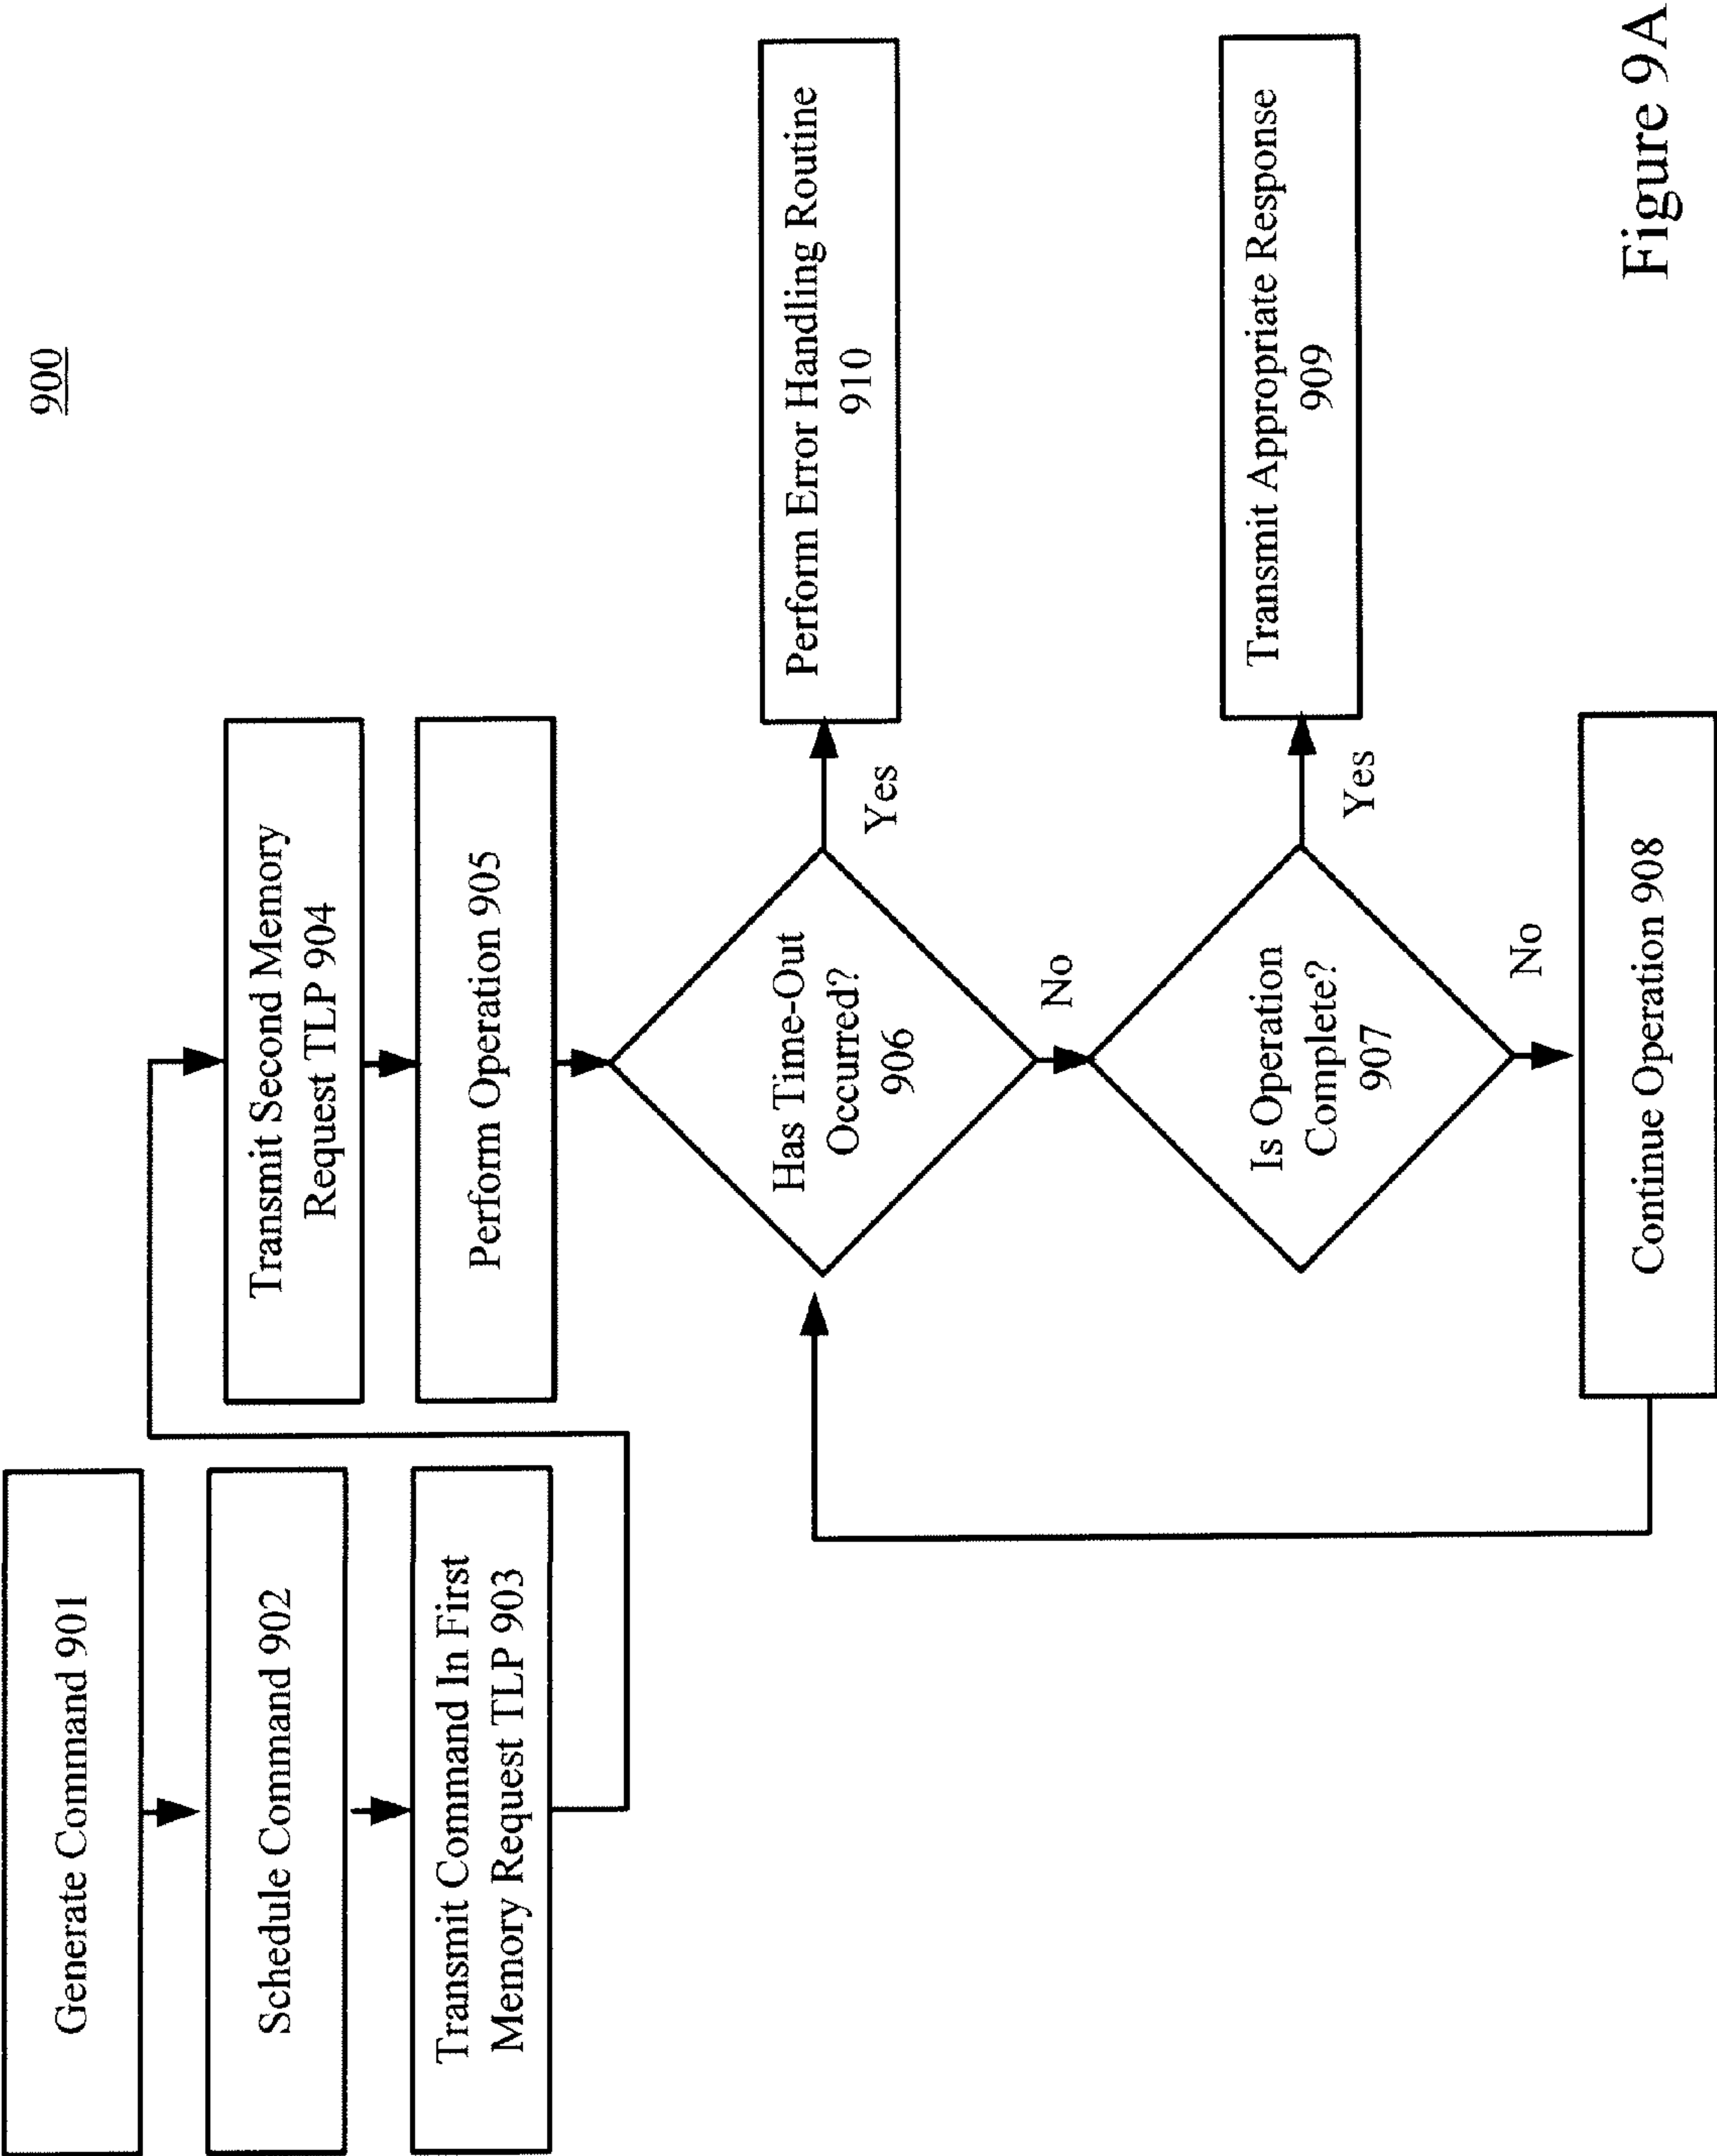 900
Generate Command 901
Schedule Command 902
Transmit Command In First
Memory Request TLP 903
Transmit Second Memory
Request TLP 904
Perform Operation 905
Has Time-Out
Occurred?
906
Yes
Perform Error Handling Routine
910
No
Is Operation
Complete?
907
Yes
Transmit Appropriate Response
909
No
Continue Operation 908
Figure 9A